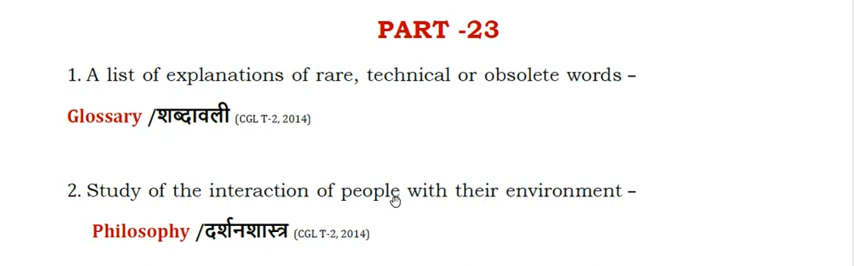 PART -23
1. A list of explanations of rare, technical or obsolete words –
Glossary /शब्दावली (CGL T-2, 2014)
2. Study of the interaction of people with their environment –
Philosophy /दर्शनशास्त्र (CGL T-2, 2014)